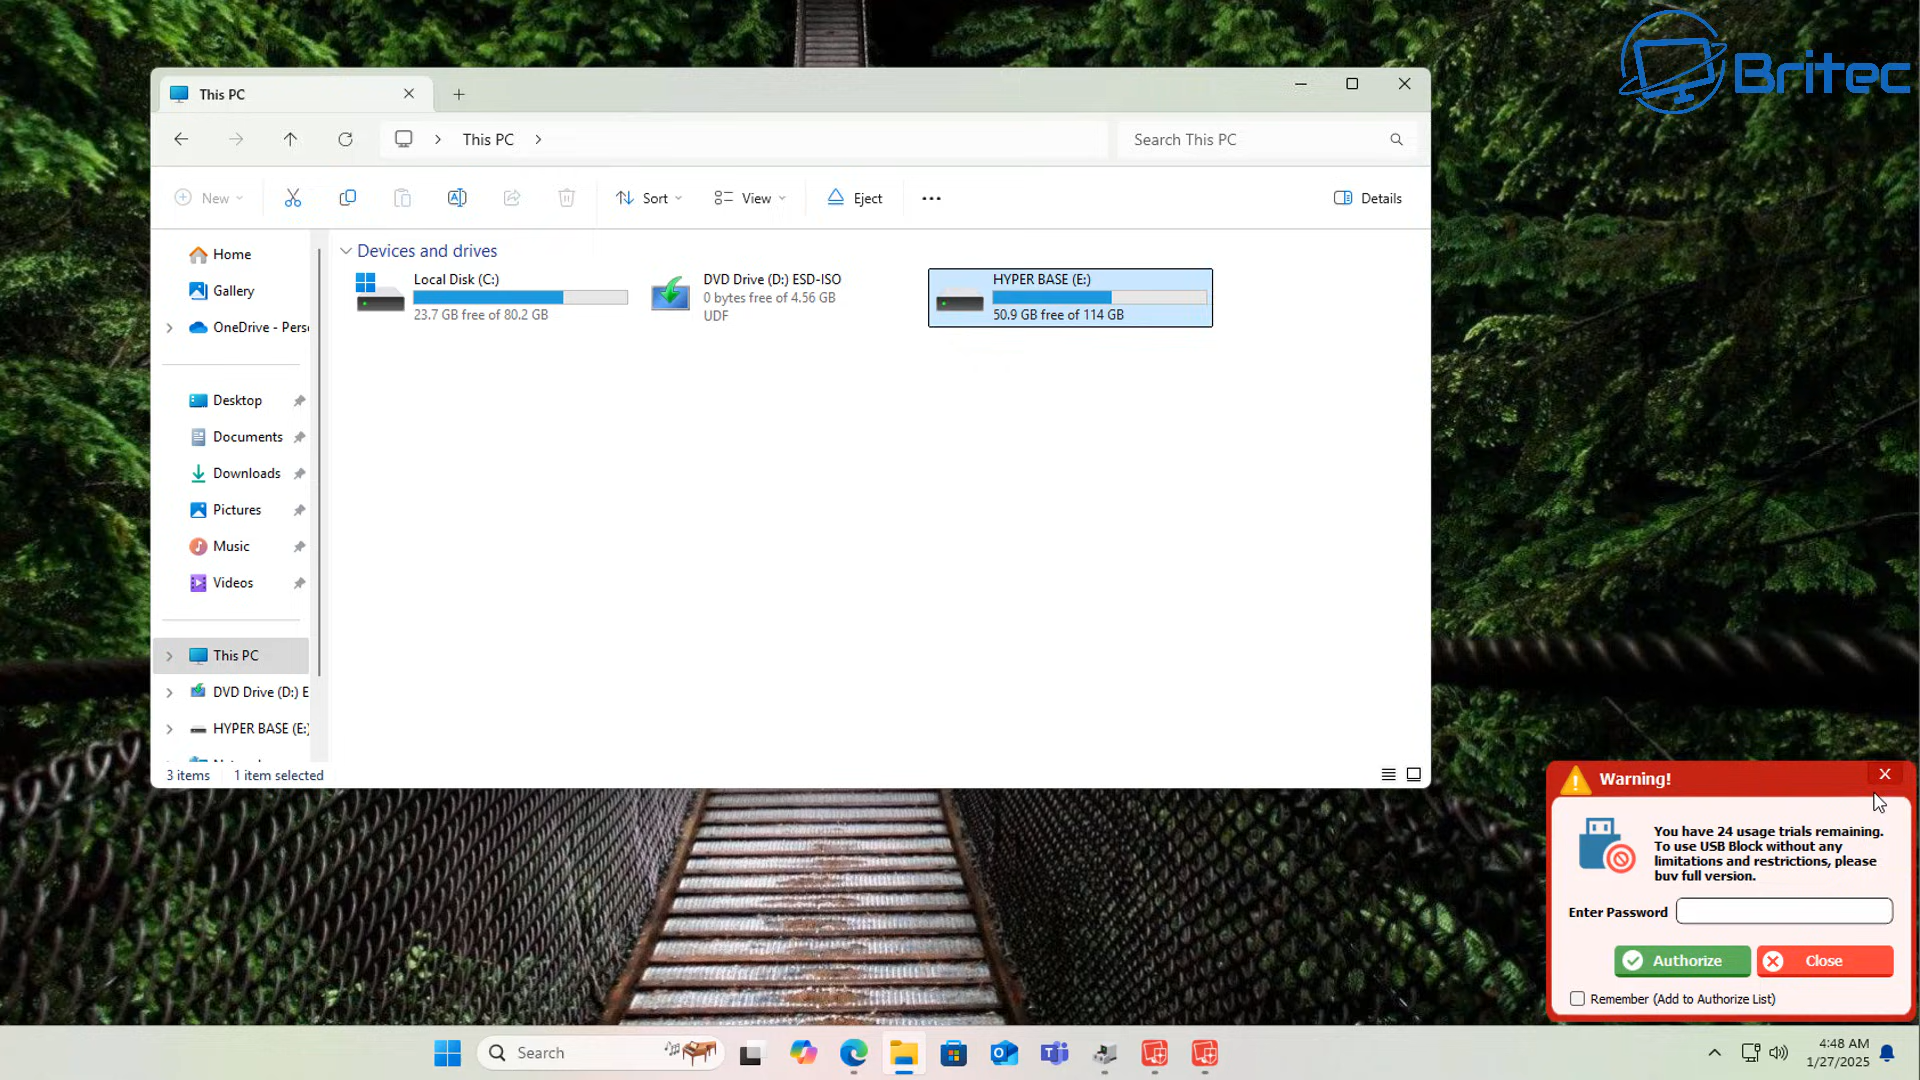 Britec
This PC
This PC
Search This PC
New
Sort
View
Eject
Details
Home
Gallery
OneDrive - Pers
Desktop
Documents
Downloads
Pictures
Music
Videos
This PC
DVD Drive (D:) E
HYPER BASE (E:)
Devices and drives
Local Disk (C:)
23.7 GB free of 80.2 GB
DVD Drive (D:) ESD-ISO
0 bytes free of 4.56 GB
UDF
HYPER BASE (E:)
50.9 GB free of 114 GB
3 items
1 item selected
Warning!
You have 24 usage trials remaining.
To use USB Block without any
limitations and restrictions, please
buy full version.
Enter Password
Authorize
Close
Remember (Add to Authorize List)
Search
4:48 AM
1/27/2025